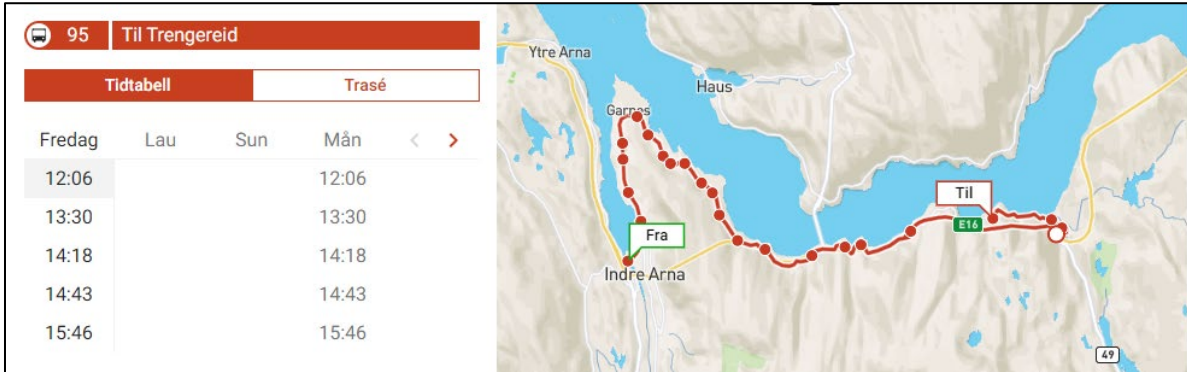 95 Til Trengereid
Tidtabell Trasé
Fredag Lau Sun Mån
12:06 12:06
13:30 13:30
14:18 14:18
14:43 14:43
15:46 15:46
Ytre Arna
Haus
Garnes
Til
E16
Fra
Indre Arna
49